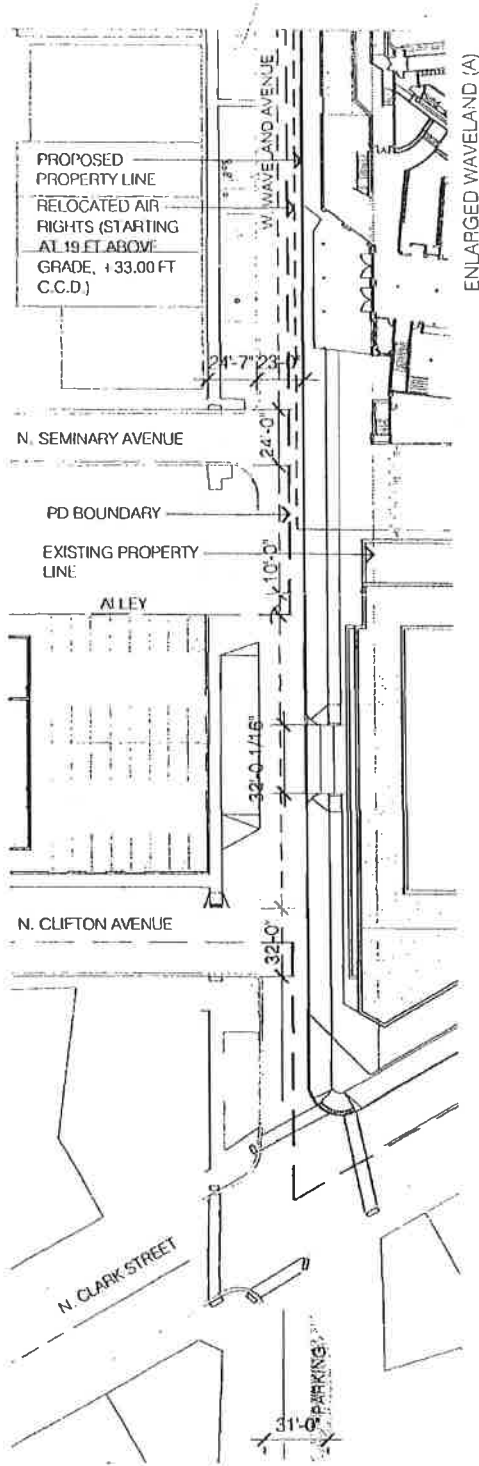 ENLARGED WAVELAND (A)
W. WAVELAND AVENUE
PROPOSED
PROPERTY LINE
RELOCATED AIR
RIGHTS (STARTING
AT 19 FT ABOVE
GRADE, +33.00 FT
C.C.D.)
24'-7" 23'-0"
N. SEMINARY AVENUE
24'-0"
PD BOUNDARY
EXISTING PROPERTY
LINE
10'-0"
ALLEY
32'-0 1/16"
N. CLIFTON AVENUE
32'-0"
N. CLARK STREET
PARKING
31'-0"